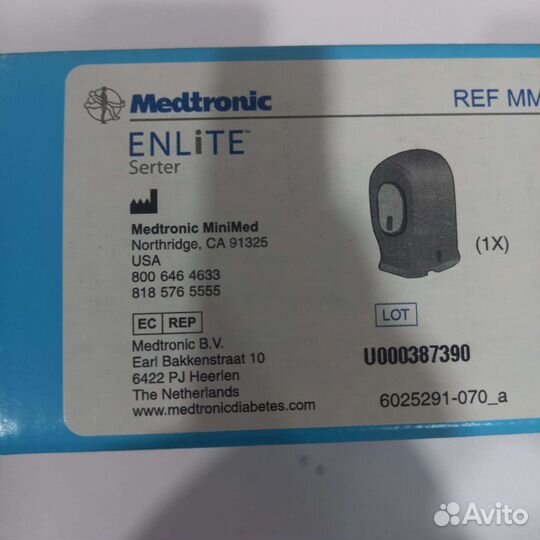 Medtronic
REF MM
ENLiTE™
Serter
Medtronic MiniMed
Northridge, CA 91325
USA
800 646 4633
818 576 5555
(1X)
EC REP
LOT
Medtronic B.V.
Earl Bakkenstraat 10
6422 PJ Heerlen
The Netherlands
www.medtronicdiabetes.com
U000387390
6025291-070_a
Avito